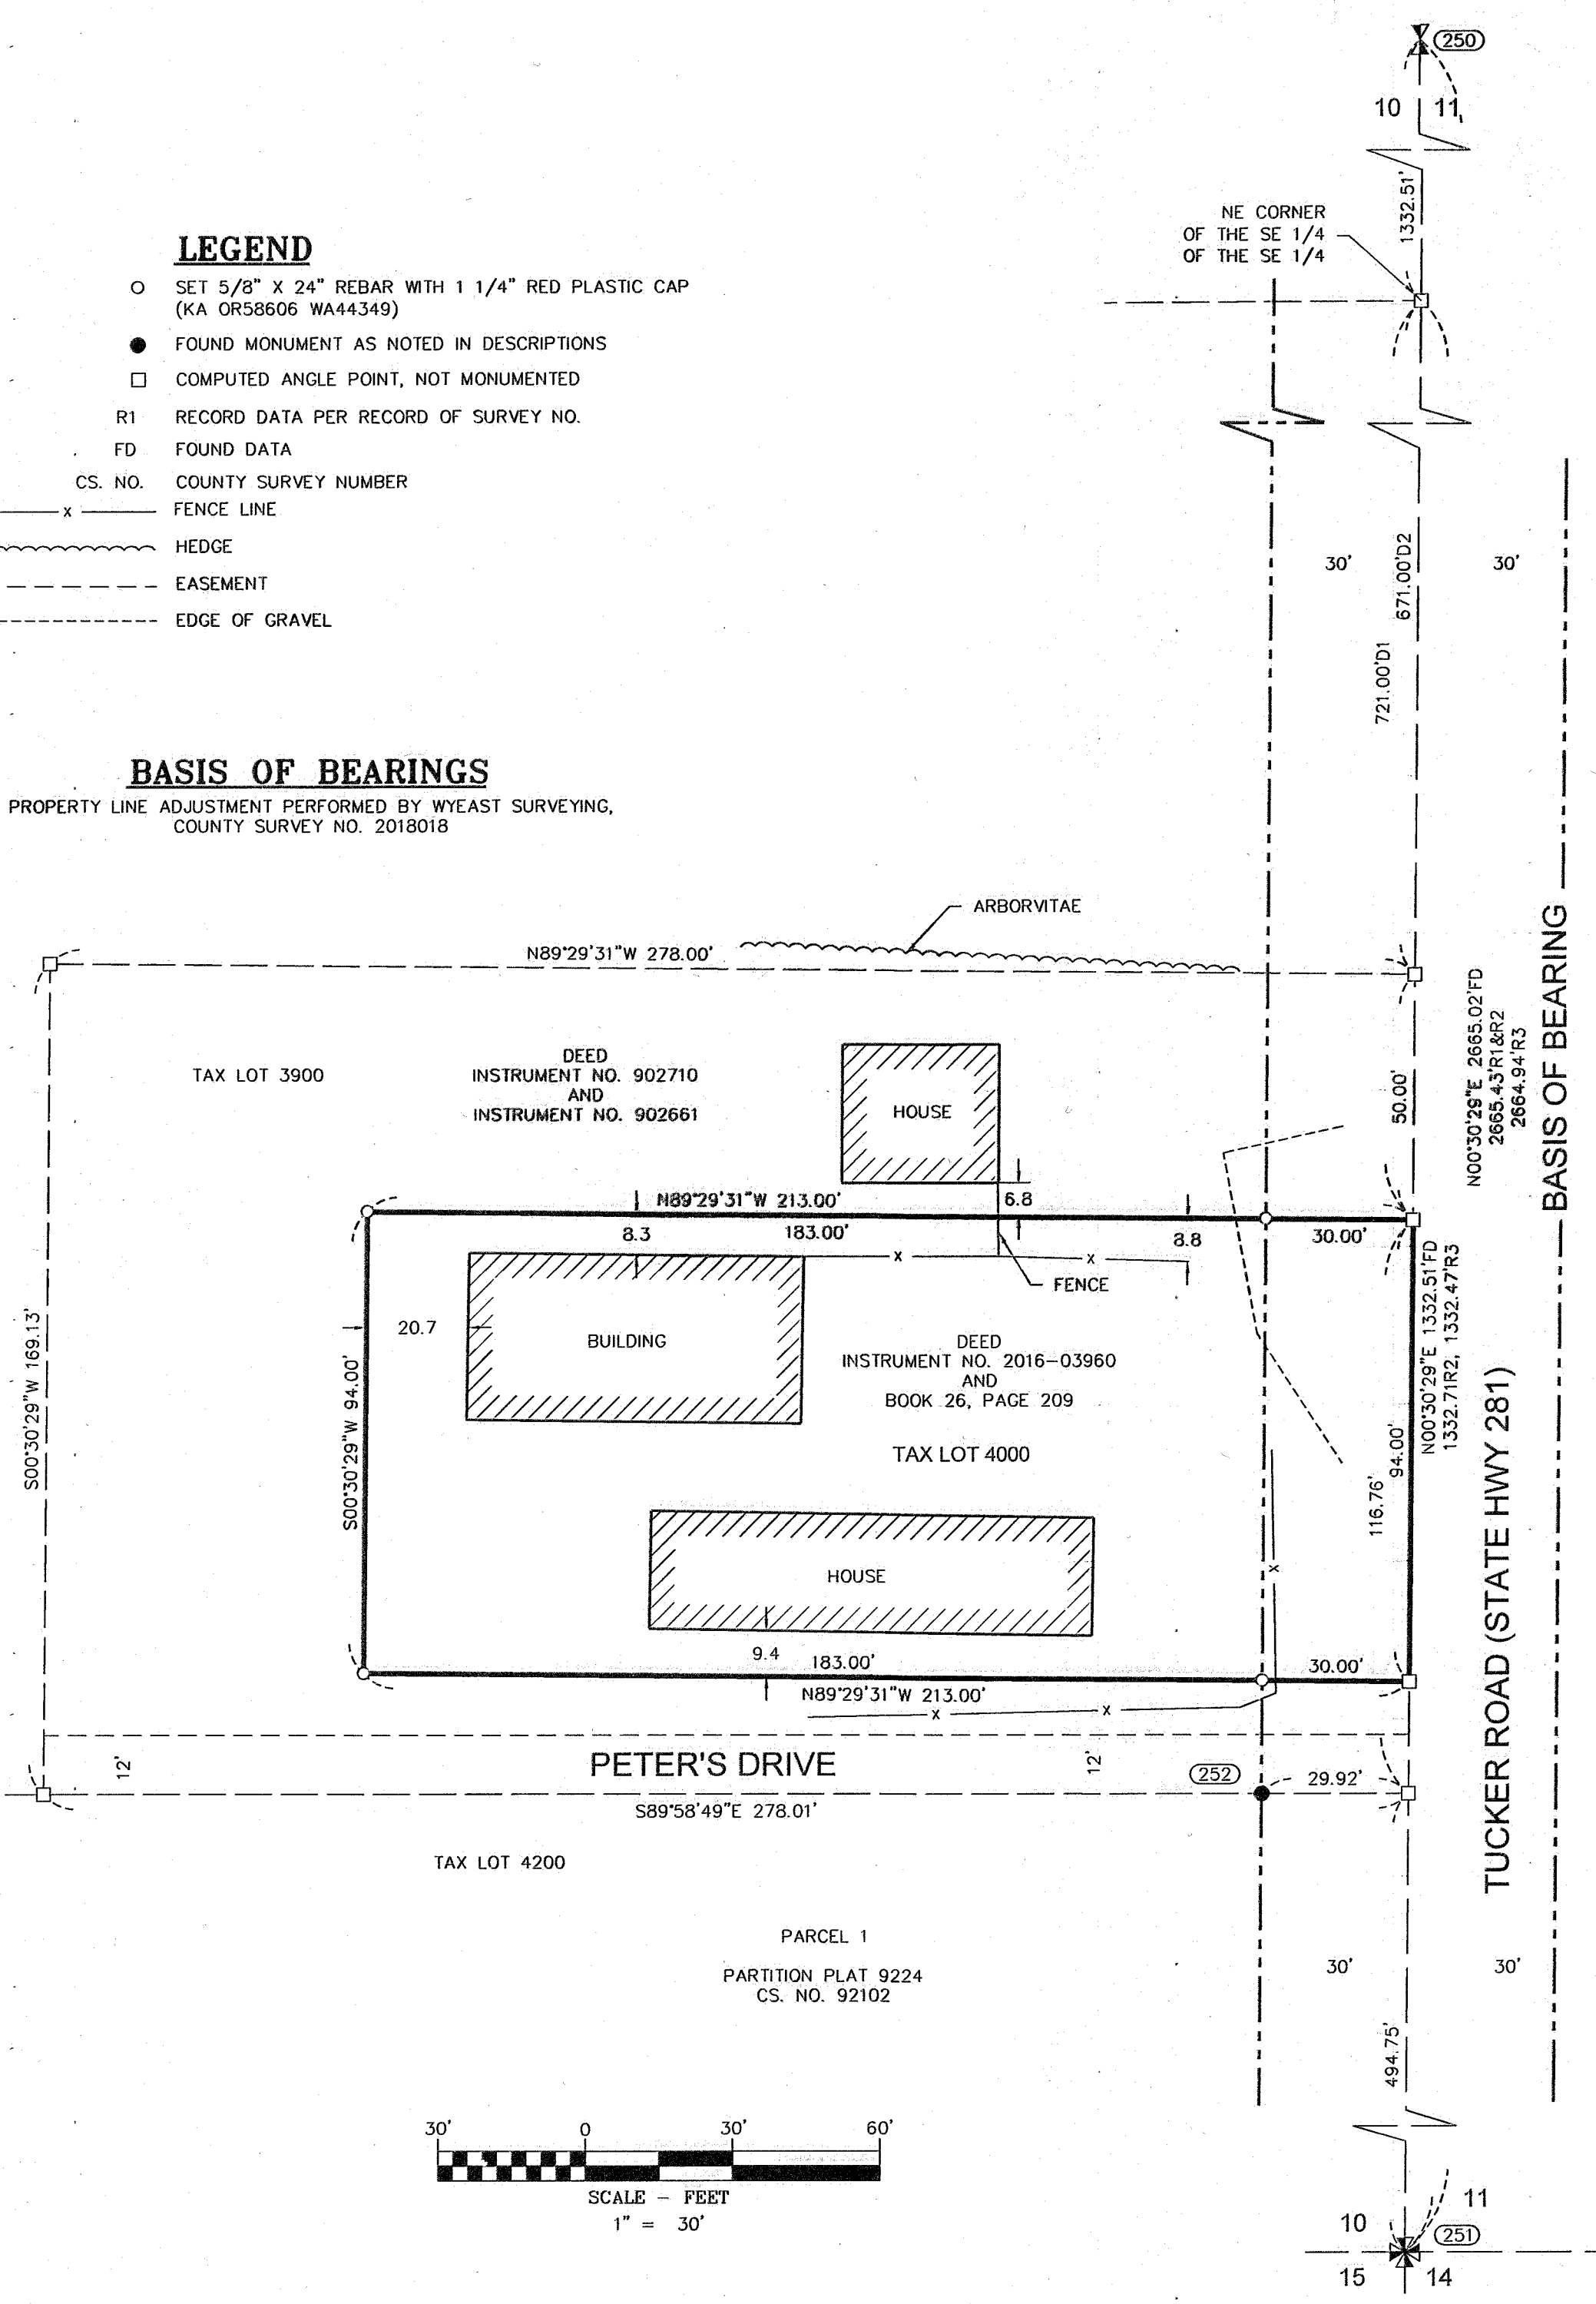 250
10 11
1332.51'
NE CORNER
OF THE SE 1/4
OF THE SE 1/4
LEGEND
SET 5/8" X 24" REBAR WITH 1 1/4" RED PLASTIC CAP
(KA OR58606 WA44349)
FOUND MONUMENT AS NOTED IN DESCRIPTIONS
COMPUTED ANGLE POINT, NOT MONUMENTED
R1 RECORD DATA PER RECORD OF SURVEY NO.
FD FOUND DATA
CS. NO. COUNTY SURVEY NUMBER
x FENCE LINE
HEDGE
EASEMENT
EDGE OF GRAVEL
30'
671.00'D2
30'
721.00'D1
BASIS OF BEARINGS
PROPERTY LINE ADJUSTMENT PERFORMED BY WYEAST SURVEYING,
COUNTY SURVEY NO. 2018018
ARBORVITAE
N89°29'31"W 278.00'
TAX LOT 3900
DEED
INSTRUMENT NO. 902710
AND
INSTRUMENT NO. 902661
HOUSE
50.00'
N00°30'29"E 2665.02'FD
2665.43'R1&R2
2664.94'R3
BASIS OF BEARING
N89°29'31"W 213.00'
6.8
8.3
183.00'
8.8
30.00'
x
x
FENCE
20.7
BUILDING
DEED
INSTRUMENT NO. 2016-03960
AND
BOOK 26, PAGE 209
TAX LOT 4000
S00°30'29"W 169.13'
S00°30'29"W 94.00'
N00°30'29"E 1332.51'FD
1332.71R2, 1332.47'R3
94.00'
116.76'
TUCKER ROAD (STATE HWY 281)
HOUSE
x
9.4
183.00'
30.00'
N89°29'31"W 213.00'
x
x
12'
PETER'S DRIVE
12'
252
29.92'
S89°58'49"E 278.01'
TAX LOT 4200
PARCEL 1
PARTITION PLAT 9224
CS. NO. 92102
30'
30'
494.75'
30' 0 30' 60'
SCALE - FEET
1" = 30'
10 11
251
15 14